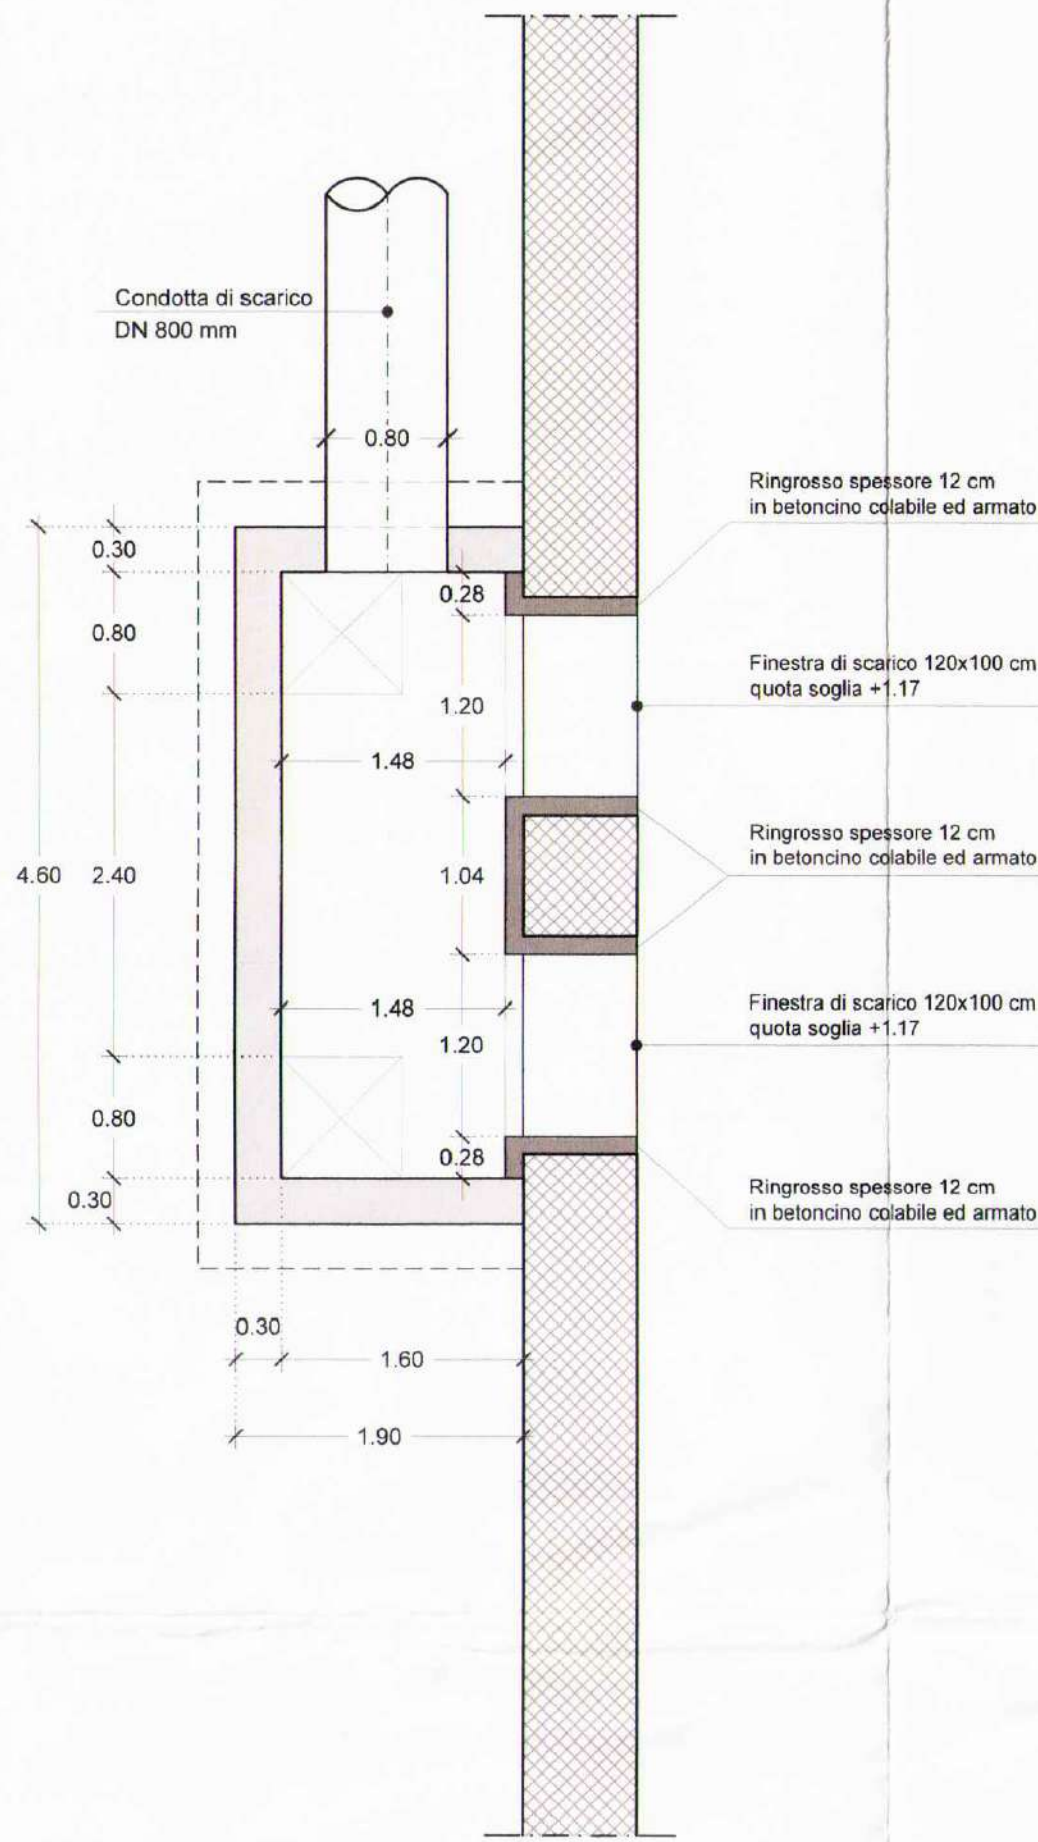 Condotta di scarico
DN 800 mm
0.80
Ringrosso spessore 12 cm
in betoncino colabile ed armato
0.30
0.28
0.80
Finestra di scarico 120x100 cm
quota soglia +1.17
1.20
1.48
Ringrosso spessore 12 cm
in betoncino colabile ed armato
4.60
2.40
1.04
1.48
Finestra di scarico 120x100 cm
quota soglia +1.17
1.20
0.80
0.28
Ringrosso spessore 12 cm
in betoncino colabile ed armato
0.30
0.30
1.60
1.90